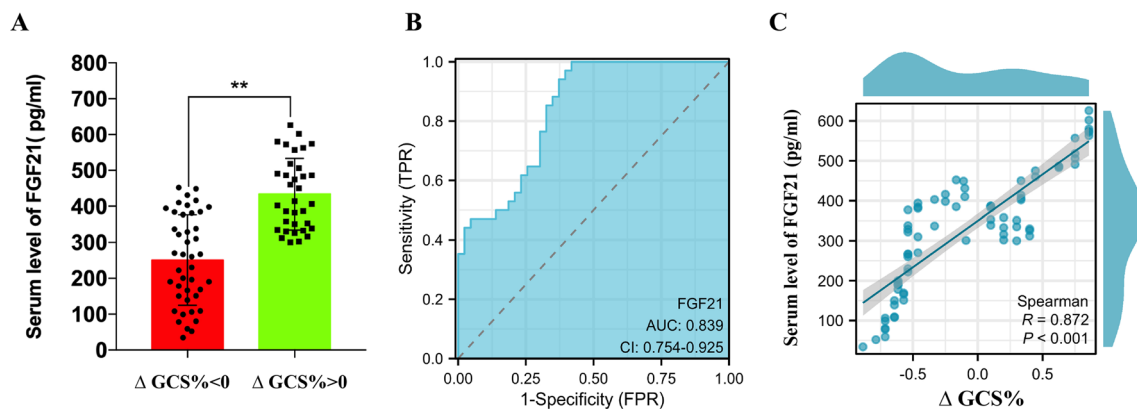 A
Serum level of FGF21( pg/ml)
800
700
600
500
400
300
200
100
0
**
Δ GCS%<0
Δ GCS%>0
B
Sensitivity (TPR)
1.0
0.8
0.6
0.4
0.2
0.0
FGF21
AUC: 0.839
CI: 0.754-0.925
0.00
0.25
0.50
0.75
1.00
1-Specificity (FPR)
C
Serum level of FGF21 (pg/ml)
600
500
400
300
200
100
Spearman
R = 0.872
P < 0.001
-0.5
0.0
0.5
Δ GCS%